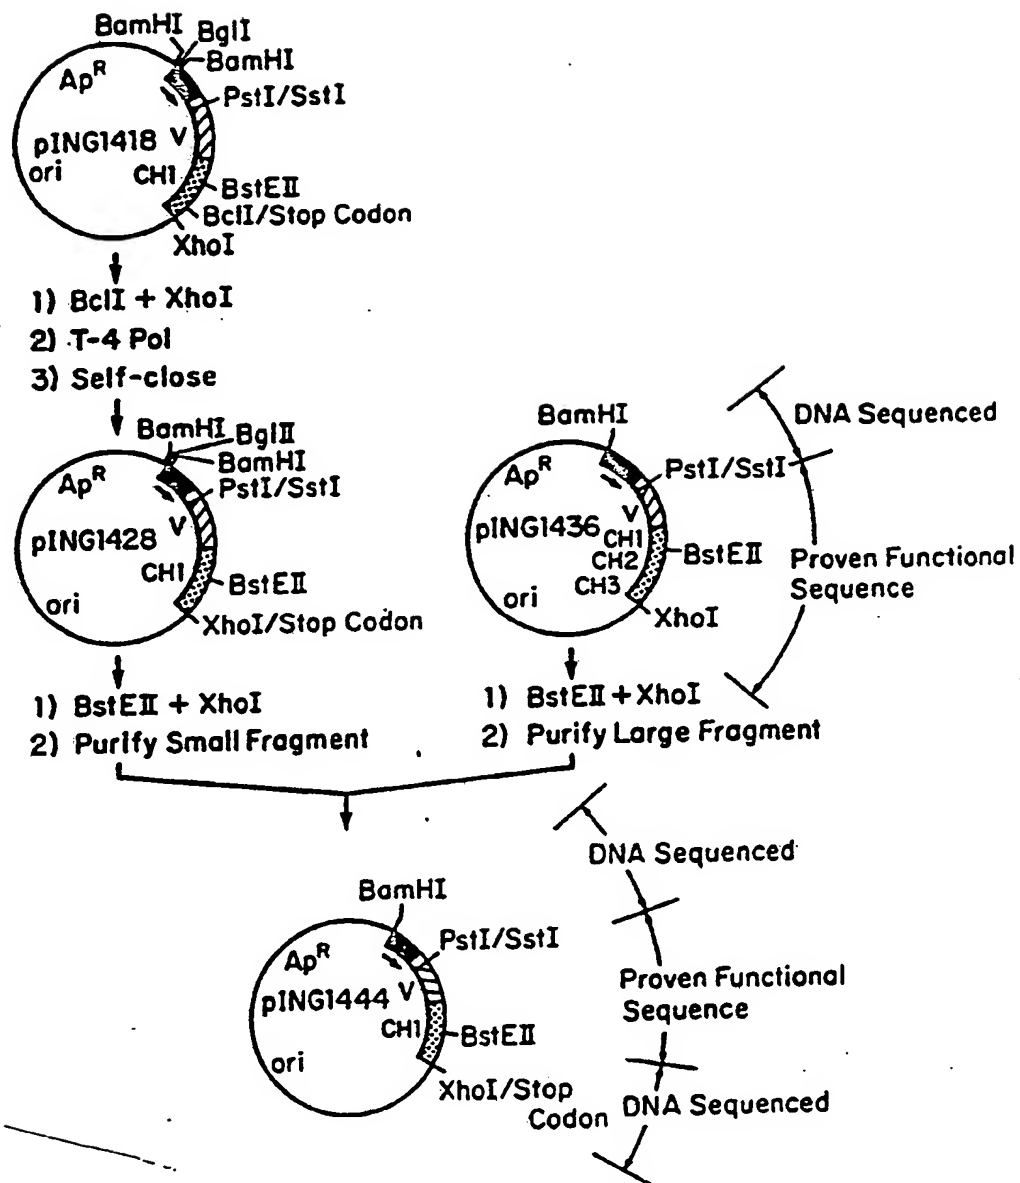 BamHI
BglI
BamHI
Ap^R
PstI/SstI
pING1418
V
ori
CH1
BstEII
BclI/Stop Codon
XhoI
1) BclI + XhoI
2) T-4 Pol
3) Self-close
BamHI
BglII
BamHI
Ap^R
PstI/SstI
V
pING1428
CH1
BstEII
ori
XhoI/Stop Codon
1) BstEII + XhoI
2) Purify Small Fragment
BamHI
Ap^R
PstI/SstI
V
pING1436
CH1
CH2
CH3
BstEII
ori
XhoI
DNA Sequenced
Proven Functional
Sequence
1) BstEII + XhoI
2) Purify Large Fragment
BamHI
Ap^R
PstI/SstI
pING1444
V
CH1
BstEII
ori
XhoI/Stop
Codon
DNA Sequenced
Proven Functional
Sequence
DNA Sequenced